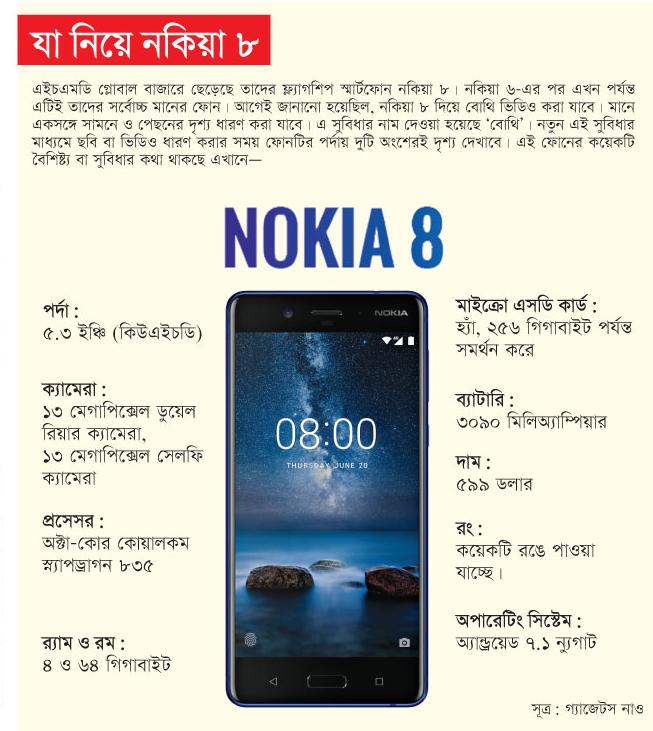 যা নিয়ে নকিয়া ৮
এইচএমডি গ্লোবাল বাজারে ছেড়েছে তাদের ফ্ল্যাগশিপ স্মার্টফোন নকিয়া ৮। নকিয়া ৬-এর পর এখন পর্যন্ত
এটিই তাদের সর্বোচ্চ মানের ফোন। আগেই জানানো হয়েছিল, নকিয়া ৮ দিয়ে বোথি ভিডিও করা যাবে। মানে
একসঙ্গে সামনে ও পেছনের দৃশ্য ধারণ করা যাবে। এ সুবিধার নাম দেওয়া হয়েছে ‘বোথি’। নতুন এই সুবিধার
মাধ্যমে ছবি বা ভিডিও ধারণ করার সময় ফোনটির পর্দায় দুটি অংশেরই দৃশ্য দেখাবে। এই ফোনের কয়েকটি
বৈশিষ্ট্য বা সুবিধার কথা থাকছে এখানে—
NOKIA 8
পর্দা :
৫.৩ ইঞ্চি (কিউএইচডি)
ক্যামেরা :
১৩ মেগাপিক্সেল ডুয়েল
রিয়ার ক্যামেরা,
১৩ মেগাপিক্সেল সেলফি
ক্যামেরা
প্রসেসর :
অক্টা-কোর কোয়ালকম
স্ন্যাপড্রাগন ৮৩৫
র‍্যাম ও রম :
৪ ও ৬৪ গিগাবাইট
NOKIA
08:00
THURSDAY, JUNE 20
মাইক্রো এসডি কার্ড :
হ্যাঁ, ২৫৬ গিগাবাইট পর্যন্ত
সমর্থন করে
ব্যাটারি :
৩০৯০ মিলিঅ্যাম্পিয়ার
দাম :
৫৯৯ ডলার
রং :
কয়েকটি রঙে পাওয়া
যাচ্ছে।
অপারেটিং সিস্টেম :
অ্যান্ড্রয়েড ৭.১ ন্যুগাট
সূত্র : গ্যাজেটস নাও